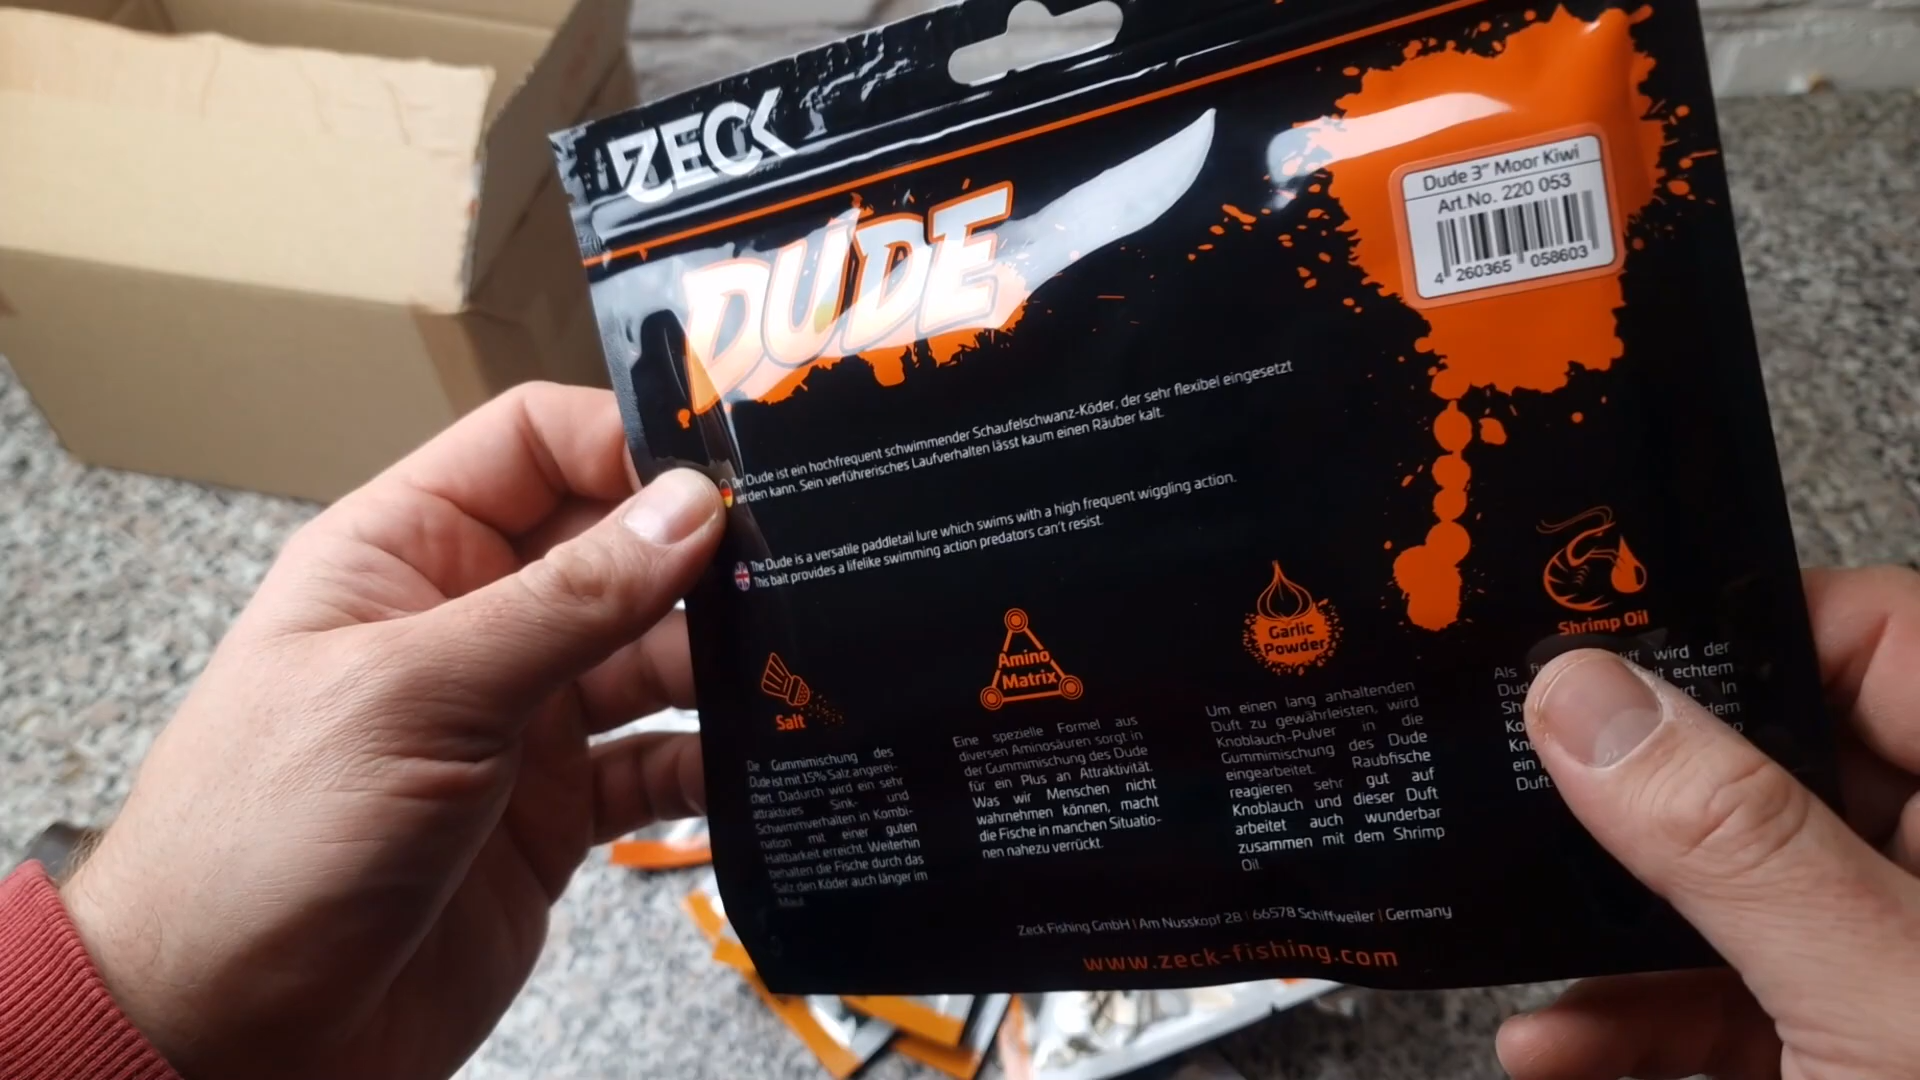 ZECK
DUDE
Dude 3" Moor Kiwi
Art.No. 220 053
4 260365 058603
Der Dude ist ein hochfrequent schwimmender Schaufelschwanz-Köder, der sehr flexibel eingesetzt
werden kann. Sein verführerisches Laufverhalten lässt kaum einen Räuber kalt.
The Dude is a versatile paddletail lure which swims with a high frequent wiggling action.
This bait provides a lifelike swimming action predators can't resist.
Salt
Die Gummimischung des
Dude ist mit 15% Salz angerei-
chert. Dadurch wird ein sehr
attraktives Sink- und
Schwimmverhalten in Kombi-
nation mit einer guten
Haltbarkeit erreicht. Weiterhin
behalten die Fische durch das
Salz den Köder auch länger im
Maul.
Amino
Matrix
Eine spezielle Formel aus
diversen Aminosäuren sorgt in
der Gummimischung des Dude
für ein Plus an Attraktivität.
Was wir Menschen nicht
wahrnehmen können, macht
die Fische in manchen Situatio-
nen nahezu verrückt.
Garlic
Powder
Um einen lang anhaltenden
Duft zu gewährleisten, wird
Knoblauch-Pulver in die
Gummimischung des Dude
eingearbeitet. Raubfische
reagieren sehr gut auf
Knoblauch und dieser Duft
arbeitet auch wunderbar
zusammen mit dem Shrimp
Oil.
Shrimp Oil
Als wird der
echtem
In
ein
Duft.
Zeck Fishing GmbH | Am Nusskopf 28 | 66578 Schiffweiler | Germany
www.zeck-fishing.com